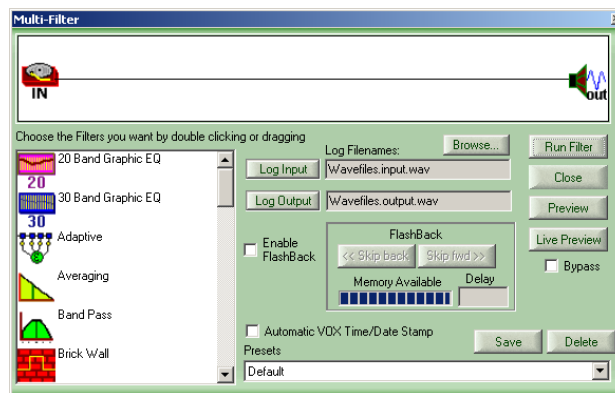 Multi-Filter
IN
out
Choose the Filters you want by double clicking or dragging
20 Band Graphic EQ
20
30 Band Graphic EQ
30
Adaptive
Averaging
Band Pass
Brick Wall
Log Filenames:
Browse...
Log Input
Wavefiles.input.wav
Log Output
Wavefiles.output.wav
Enable
FlashBack
FlashBack
<< Skip back
Skip fwd >>
Memory Available
Delay
Automatic VOX Time/Date Stamp
Presets
Default
Save
Delete
Run Filter
Close
Preview
Live Preview
Bypass